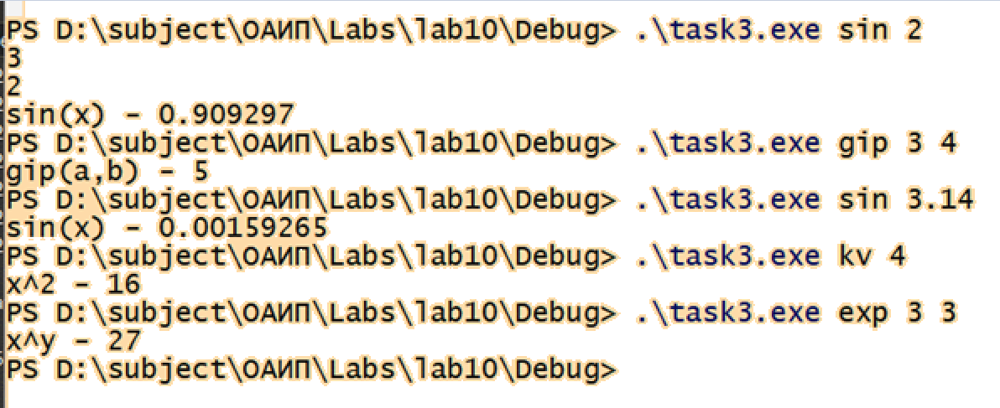 PS D:\subject\ОАИП\Labs\lab10\Debug> .\task3.exe sin 2
3
2
sin(x) - 0.909297
PS D:\subject\ОАИП\Labs\lab10\Debug> .\task3.exe gip 3 4
gip(a,b) - 5
PS D:\subject\ОАИП\Labs\lab10\Debug> .\task3.exe sin 3.14
sin(x) - 0.00159265
PS D:\subject\ОАИП\Labs\lab10\Debug> .\task3.exe kv 4
x^2 - 16
PS D:\subject\ОАИП\Labs\lab10\Debug> .\task3.exe exp 3 3
x^y - 27
PS D:\subject\ОАИП\Labs\lab10\Debug>